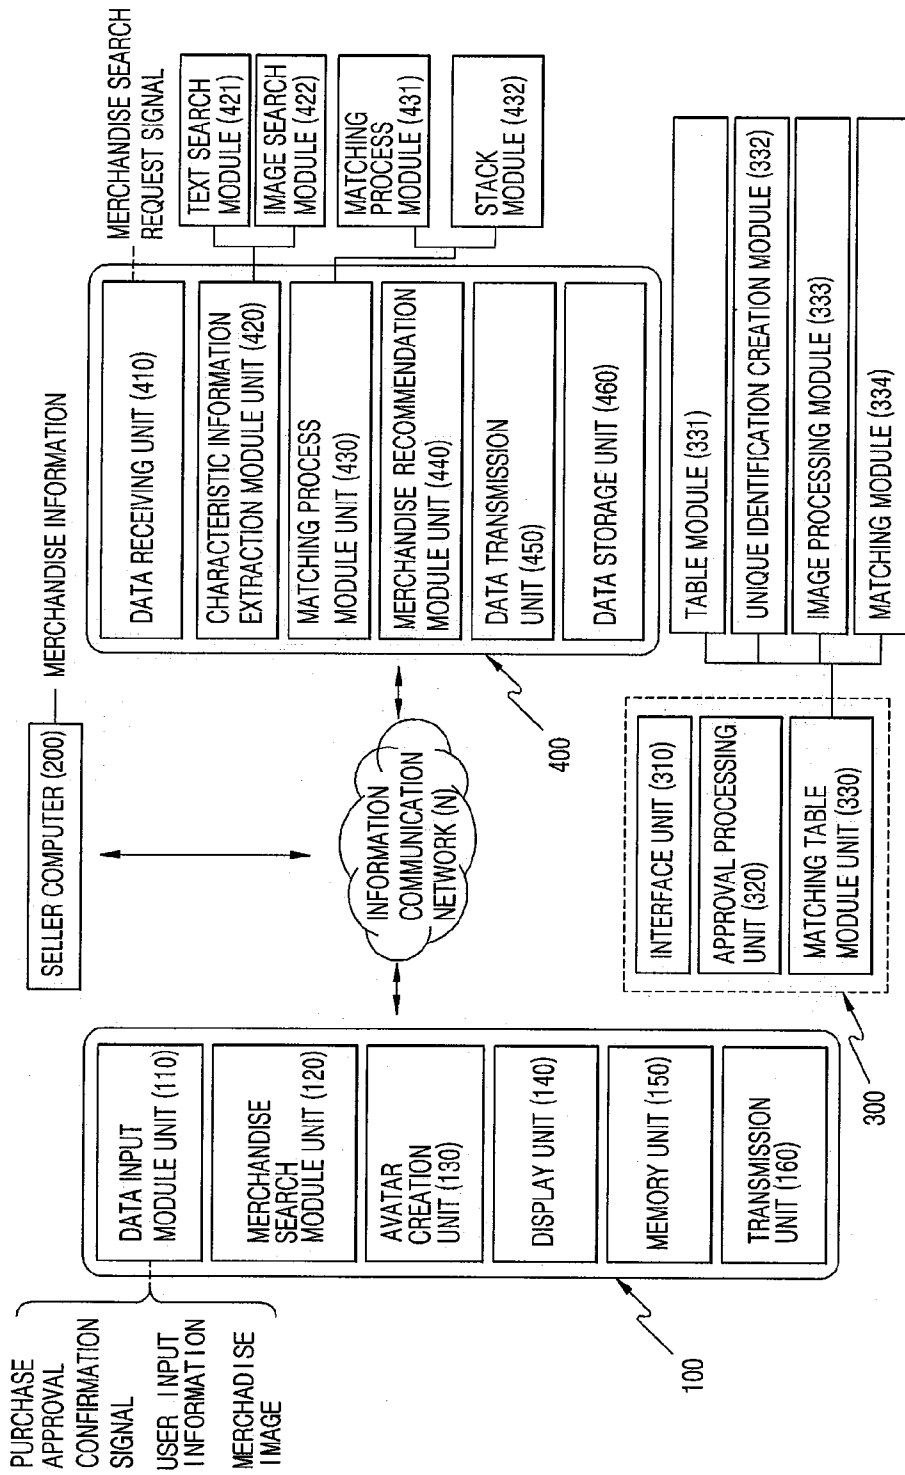 PURCHASE
APPROVAL
CONFIRMATION
SIGNAL
USER INPUT
INFORMATION
MERCHADISE
IMAGE
DATA INPUT
MODULE UNIT (110)
MERCHANDISE
SEARCH
MODULE UNIT (120)
AVATAR
CREATION
UNIT (130)
DISPLAY UNIT (140)
MEMORY UNIT (150)
TRANSMISSION
UNIT (160)
100
SELLER COMPUTER (200)
MERCHANDISE INFORMATION
INFORMATION
COMMUNICATION
NETWORK (N)
MERCHANDISE SEARCH
REQUEST SIGNAL
DATA RECEIVING UNIT (410)
CHARACTERISTIC INFORMATION
EXTRACTION MODULE UNIT (420)
MATCHING PROCESS
MODULE UNIT (430)
MERCHANDISE RECOMMENDATION
MODULE UNIT (440)
DATA TRANSMISSION
UNIT (450)
DATA STORAGE UNIT (460)
400
TEXT SEARCH
MODULE (421)
IMAGE SEARCH
MODULE (422)
MATCHING
PROCESS
MODULE (431)
STACK
MODULE (432)
INTERFACE UNIT (310)
APPROVAL PROCESSING
UNIT (320)
MATCHING TABLE
MODULE UNIT (330)
300
TABLE MODULE (331)
UNIQUE IDENTIFICATION CREATION MODULE (332)
IMAGE PROCESSING MODULE (333)
MATCHING MODULE (334)